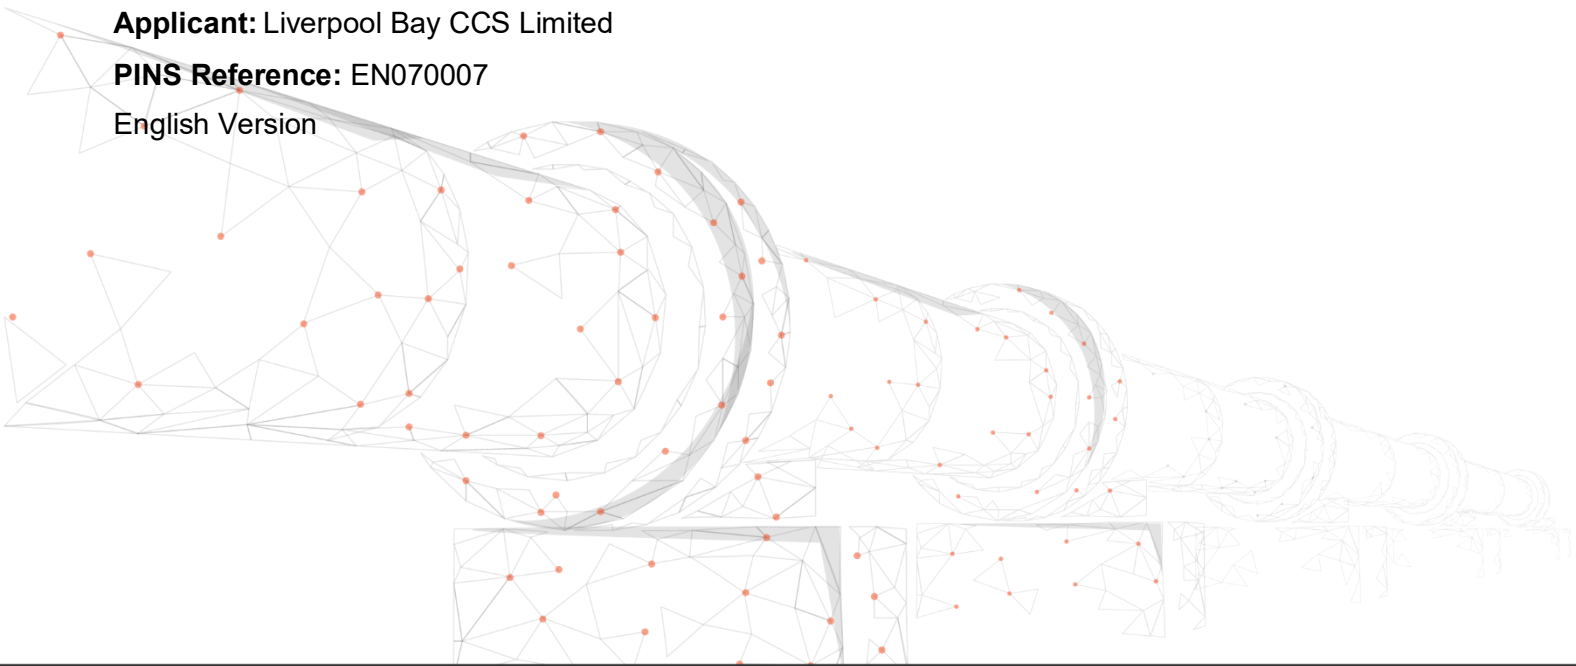 Applicant: Liverpool Bay CCS Limited
PINS Reference: EN070007
English Version